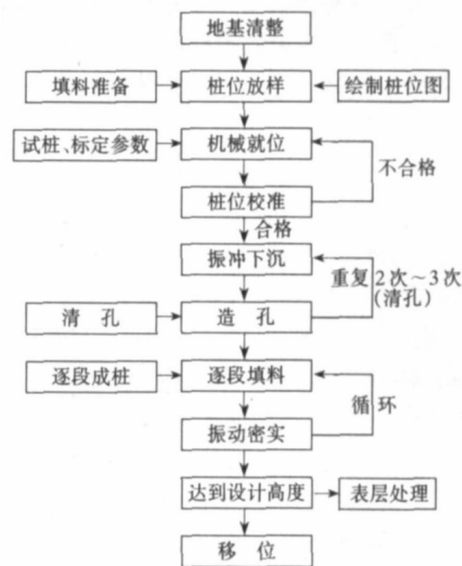 地基清整
填料准备
桩位放样
绘制桩位图
试桩、标定参数
机械就位
不合格
桩位校准
合格
振冲下沉
重复2次～3次
(清孔)
清 孔
造 孔
逐段成桩
逐段填料
循 环
振动密实
达到设计高度
表层处理
移 位